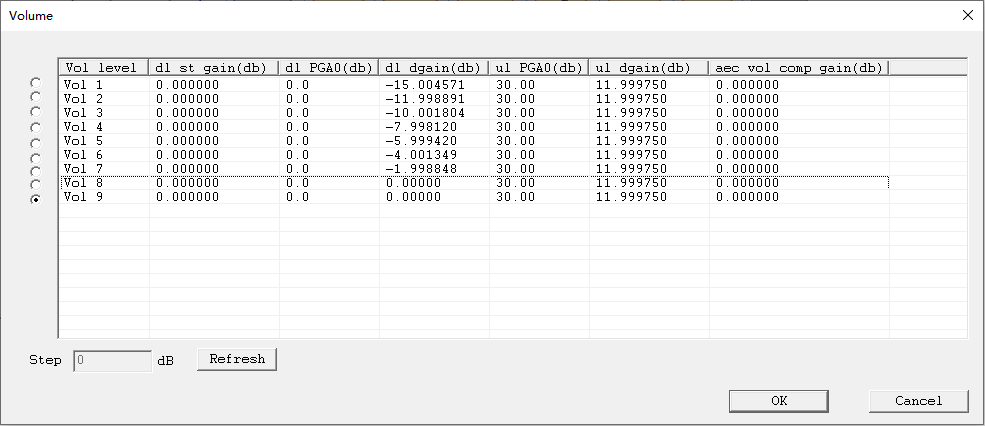 Volume
Vol level dl st gain(db) dl PGA0(db) dl dgain(db) ul PGA0(db) ul dgain(db) aec vol comp gain(db)
Vol 1 0.000000 0.0 -15.004571 30.00 11.999750 0.000000
Vol 2 0.000000 0.0 -11.998891 30.00 11.999750 0.000000
Vol 3 0.000000 0.0 -10.001804 30.00 11.999750 0.000000
Vol 4 0.000000 0.0 -7.998120 30.00 11.999750 0.000000
Vol 5 0.000000 0.0 -5.999420 30.00 11.999750 0.000000
Vol 6 0.000000 0.0 -4.001349 30.00 11.999750 0.000000
Vol 7 0.000000 0.0 -1.998848 30.00 11.999750 0.000000
Vol 8 0.000000 0.0 0.00000 30.00 11.999750 0.000000
Vol 9 0.000000 0.0 0.00000 30.00 11.999750 0.000000
Step 0 dB Refresh
OK Cancel